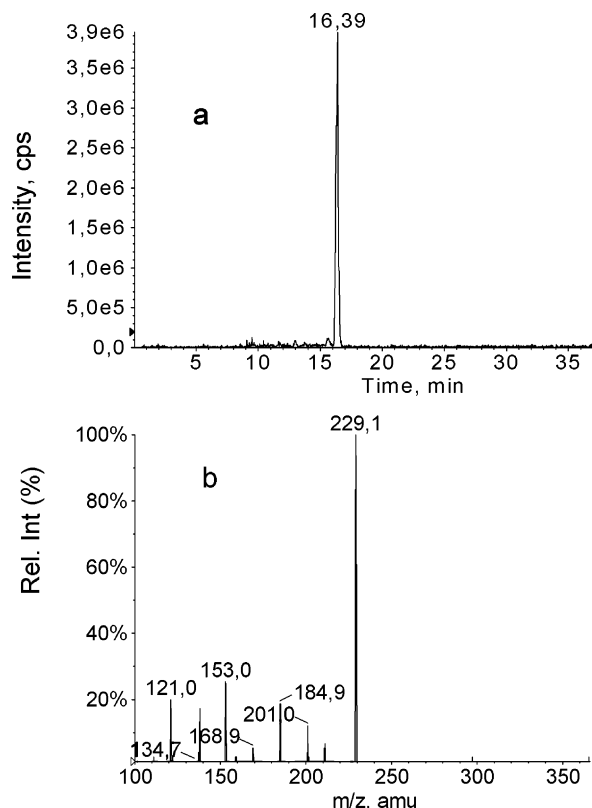 16,39
3,9e6
3,5e6
3,0e6
2,5e6
2,0e6
1,5e6
1,0e6
5,0e5
0,0
Intensity, cps
a
5 10 15 20 25 30 35
Time, min
229,1
100%
80%
60%
40%
20%
Rel. Int (%)
b
153,0
121,0
184,9
201,0
168,9
134,7
100 150 200 250 300 350
m/z, amu